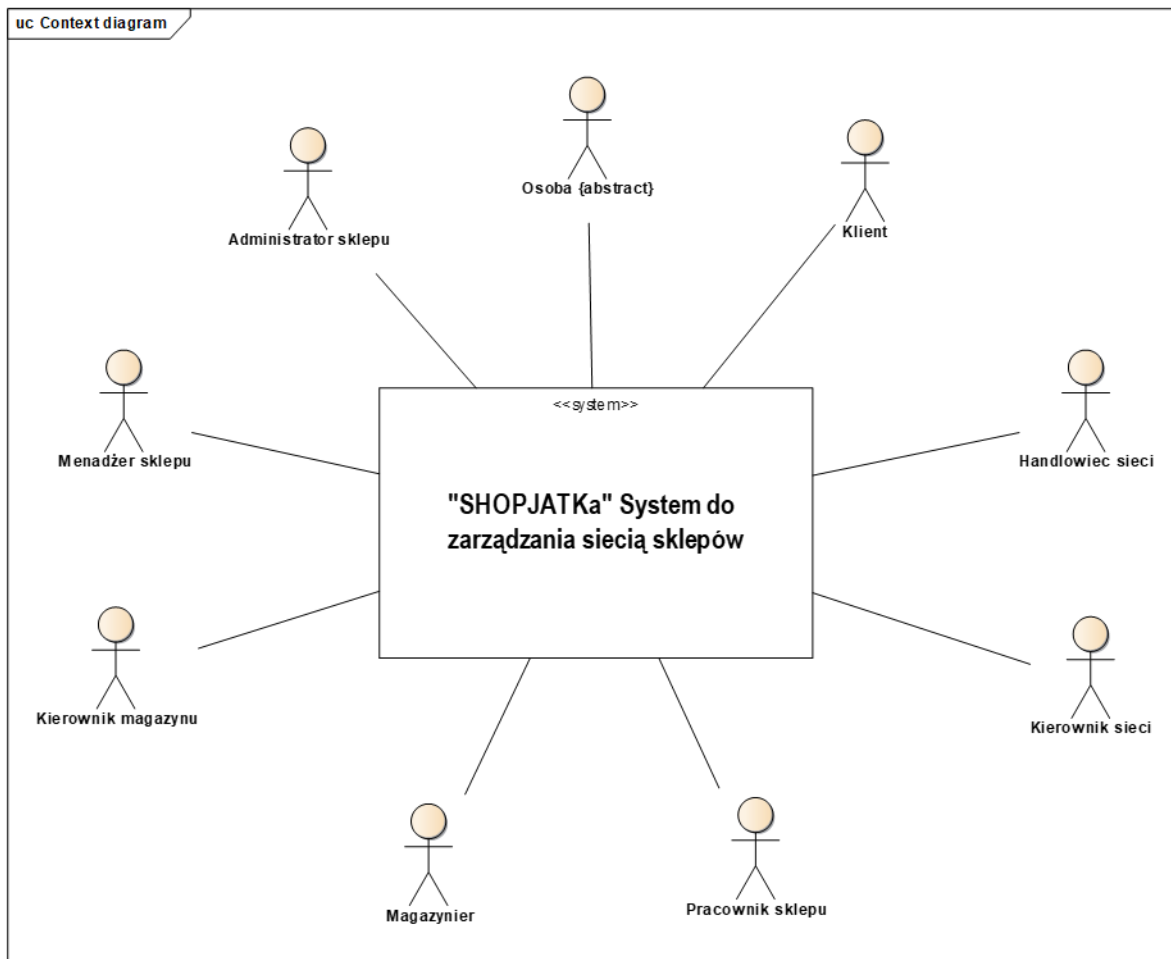 uc Context diagram
Osoba {abstract}
Klient
Administrator sklepu
Menadżer sklepu
<<system>>
Handlowiec sieci
"SHOPJATKa" System do
zarządzania siecią sklepów
Kierownik magazynu
Kierownik sieci
Magazynier
Pracownik sklepu